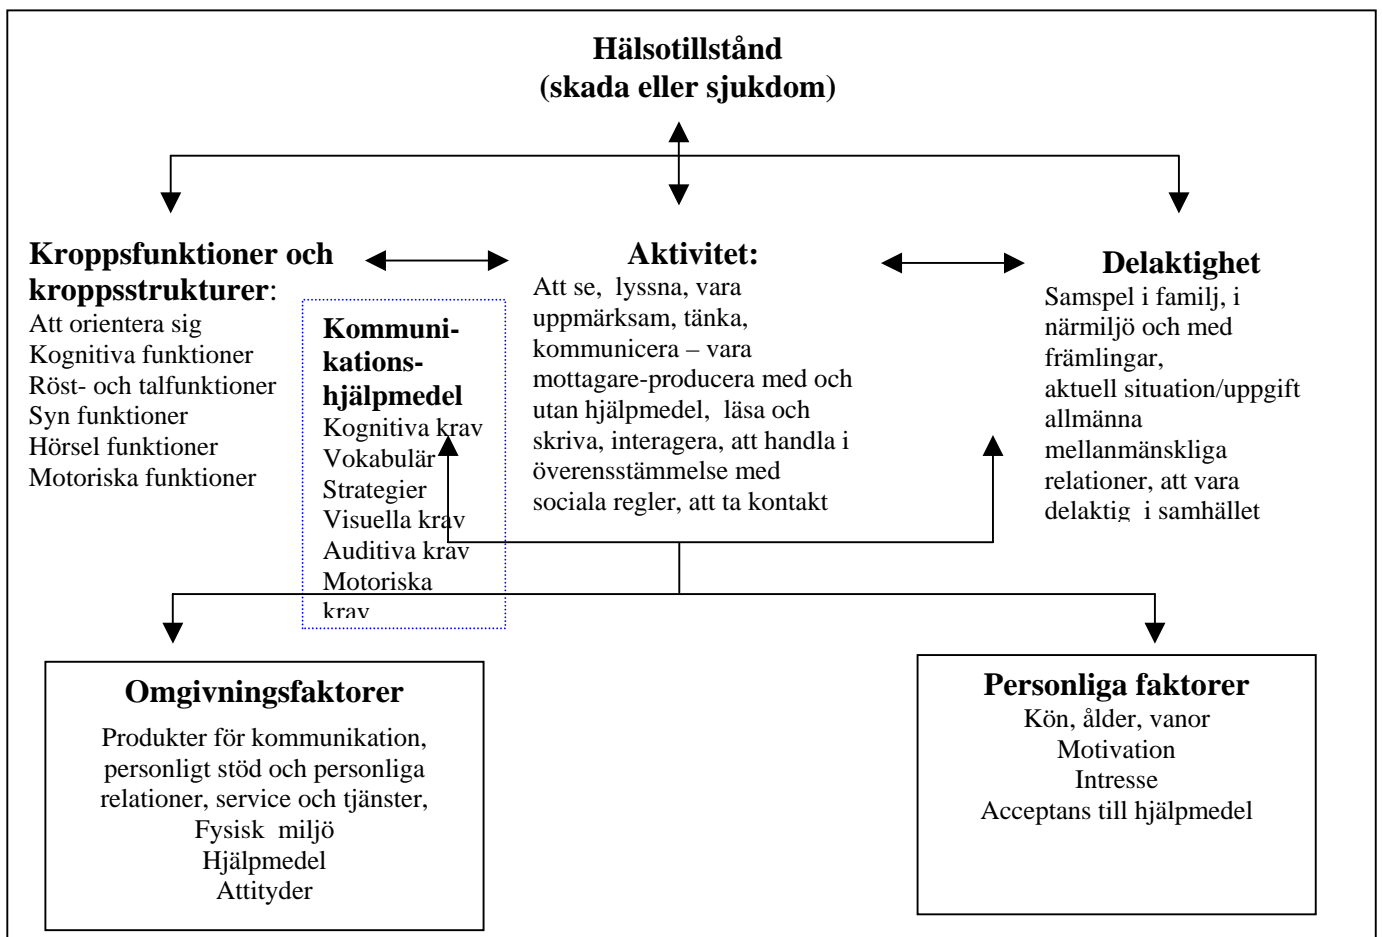 Hälsotillstånd
(skada eller sjukdom)
Kroppsfunktioner och
kroppsstrukturer:
Att orientera sig
Kognitiva funktioner
Röst- och talfunktioner
Syn funktioner
Hörsel funktioner
Motoriska funktioner
Kommuni-
kations-
hjälpmedel
Kognitiva krav
Vokabulär
Strategier
Visuella krav
Auditiva krav
Motoriska
krav
Aktivitet:
Att se, lyssna, vara
uppmärksam, tänka,
kommunicera – vara
mottagare-producera med och
utan hjälpmedel, läsa och
skriva, interagera, att handla i
överensstämmelse med
sociala regler, att ta kontakt
Delaktighet
Samspel i familj, i
närmiljö och med
främlingar,
aktuell situation/uppgift
allmänna
mellanmänskliga
relationer, att vara
delaktig i samhället
Omgivningsfaktorer
Produkter för kommunikation,
personligt stöd och personliga
relationer, service och tjänster,
Fysisk miljö
Hjälpmedel
Attityder
Personliga faktorer
Kön, ålder, vanor
Motivation
Intresse
Acceptans till hjälpmedel